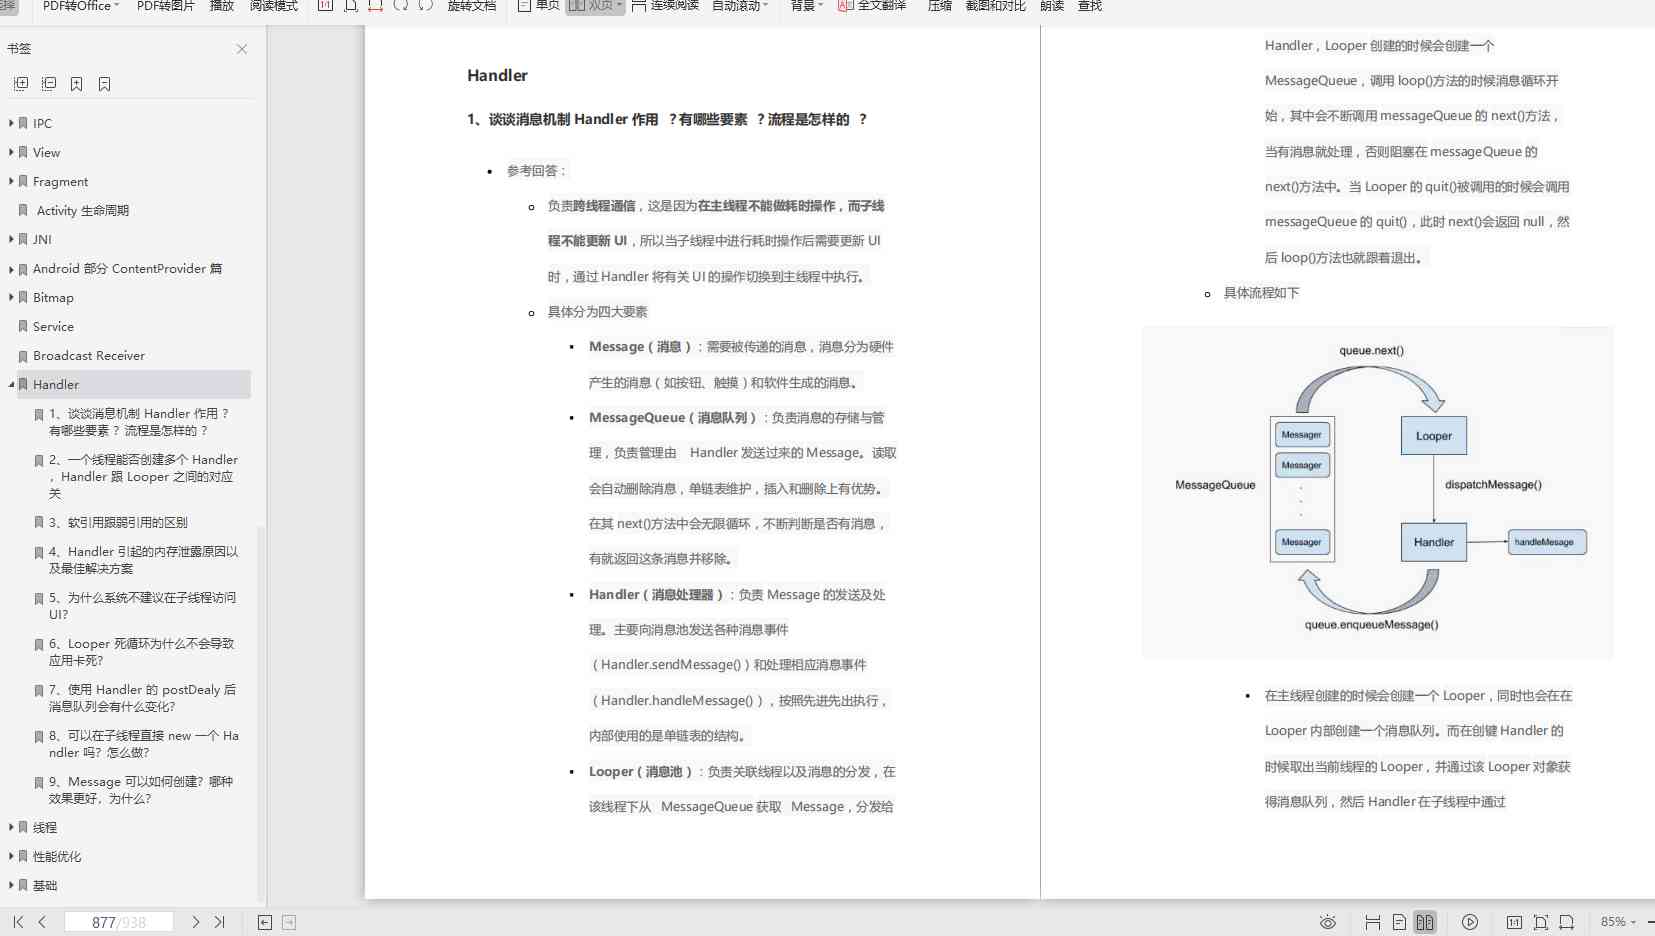 PDF转Office
PDF转图片
播放
阅读模式
旋转文档
单页
双页
连续阅读
自动滚动
背景
全文翻译
压缩
截图和对比
朗读
查找
书签
IPC
View
Fragment
Activity 生命周期
JNI
Android 部分 ContentProvider 篇
Bitmap
Service
Broadcast Receiver
Handler
1、谈谈消息机制 Handler 作用 ？
有哪些要素 ？流程是怎样的 ？
2、一个线程能否创建多个 Handler
，Handler 跟 Looper 之间的对应
关
3、软引用跟弱引用的区别
4、Handler 引起的内存泄露原因以
及最佳解决方案
5、为什么系统不建议在子线程访问
UI?
6、Looper 死循环为什么不会导致
应用卡死?
7、使用 Handler 的 postDealy 后
消息队列会有什么变化?
8、可以在子线程直接 new 一个 Ha
ndler 吗? 怎么做?
9、Message 可以如何创建? 哪种
效果更好, 为什么?
线程
性能优化
基础
877/938
Handler
1、谈谈消息机制 Handler 作用 ？有哪些要素 ？流程是怎样的 ？
• 参考回答：
负责跨线程通信，这是因为在主线程不能做耗时操作，而子线
程不能更新 UI，所以当子线程中进行耗时操作后需要更新 UI
时，通过 Handler 将有关 UI 的操作切换到主线程中执行。
具体分为四大要素
Message（消息）：需要被传递的消息，消息分为硬件
产生的消息（如按钮、触摸）和软件生成的消息。
MessageQueue（消息队列）：负责消息的存储与管
理，负责管理由 Handler 发送过来的 Message。读取
会自动删除消息，单链表维护，插入和删除上有优势。
在其 next()方法中会无限循环，不断判断是否有消息，
有就返回这条消息并移除。
Handler（消息处理器）：负责 Message 的发送及处
理。主要向消息池发送各种消息事件
（Handler.sendMessage()）和处理相应消息事件
（Handler.handleMessage()），按照先进先出执行，
内部使用的是单链表的结构。
Looper（消息池）：负责关联线程以及消息的分发，在
该线程下从 MessageQueue 获取 Message，分发给
Handler，Looper 创建的时候会创建一个
MessageQueue，调用 loop()方法的时候消息循环开
始，其中会不断调用 messageQueue 的 next()方法，
当有消息就处理，否则阻塞在 messageQueue 的
next()方法中。当 Looper 的 quit()被调用的时候会调用
messageQueue 的 quit()，此时 next()会返回 null，然
后 loop()方法也就跟着退出。
具体流程如下
queue.next()
Messager
Messager
Messager
MessageQueue
Looper
dispatchMessage()
Handler
handleMesage
queue.enqueueMessage()
在主线程创建的时候会创建一个 Looper，同时也会在在
Looper 内部创建一个消息队列。而在创键 Handler 的
时候取出当前线程的 Looper，并通过该 Looper 对象获
得消息队列，然后 Handler 在子线程中通过
85%